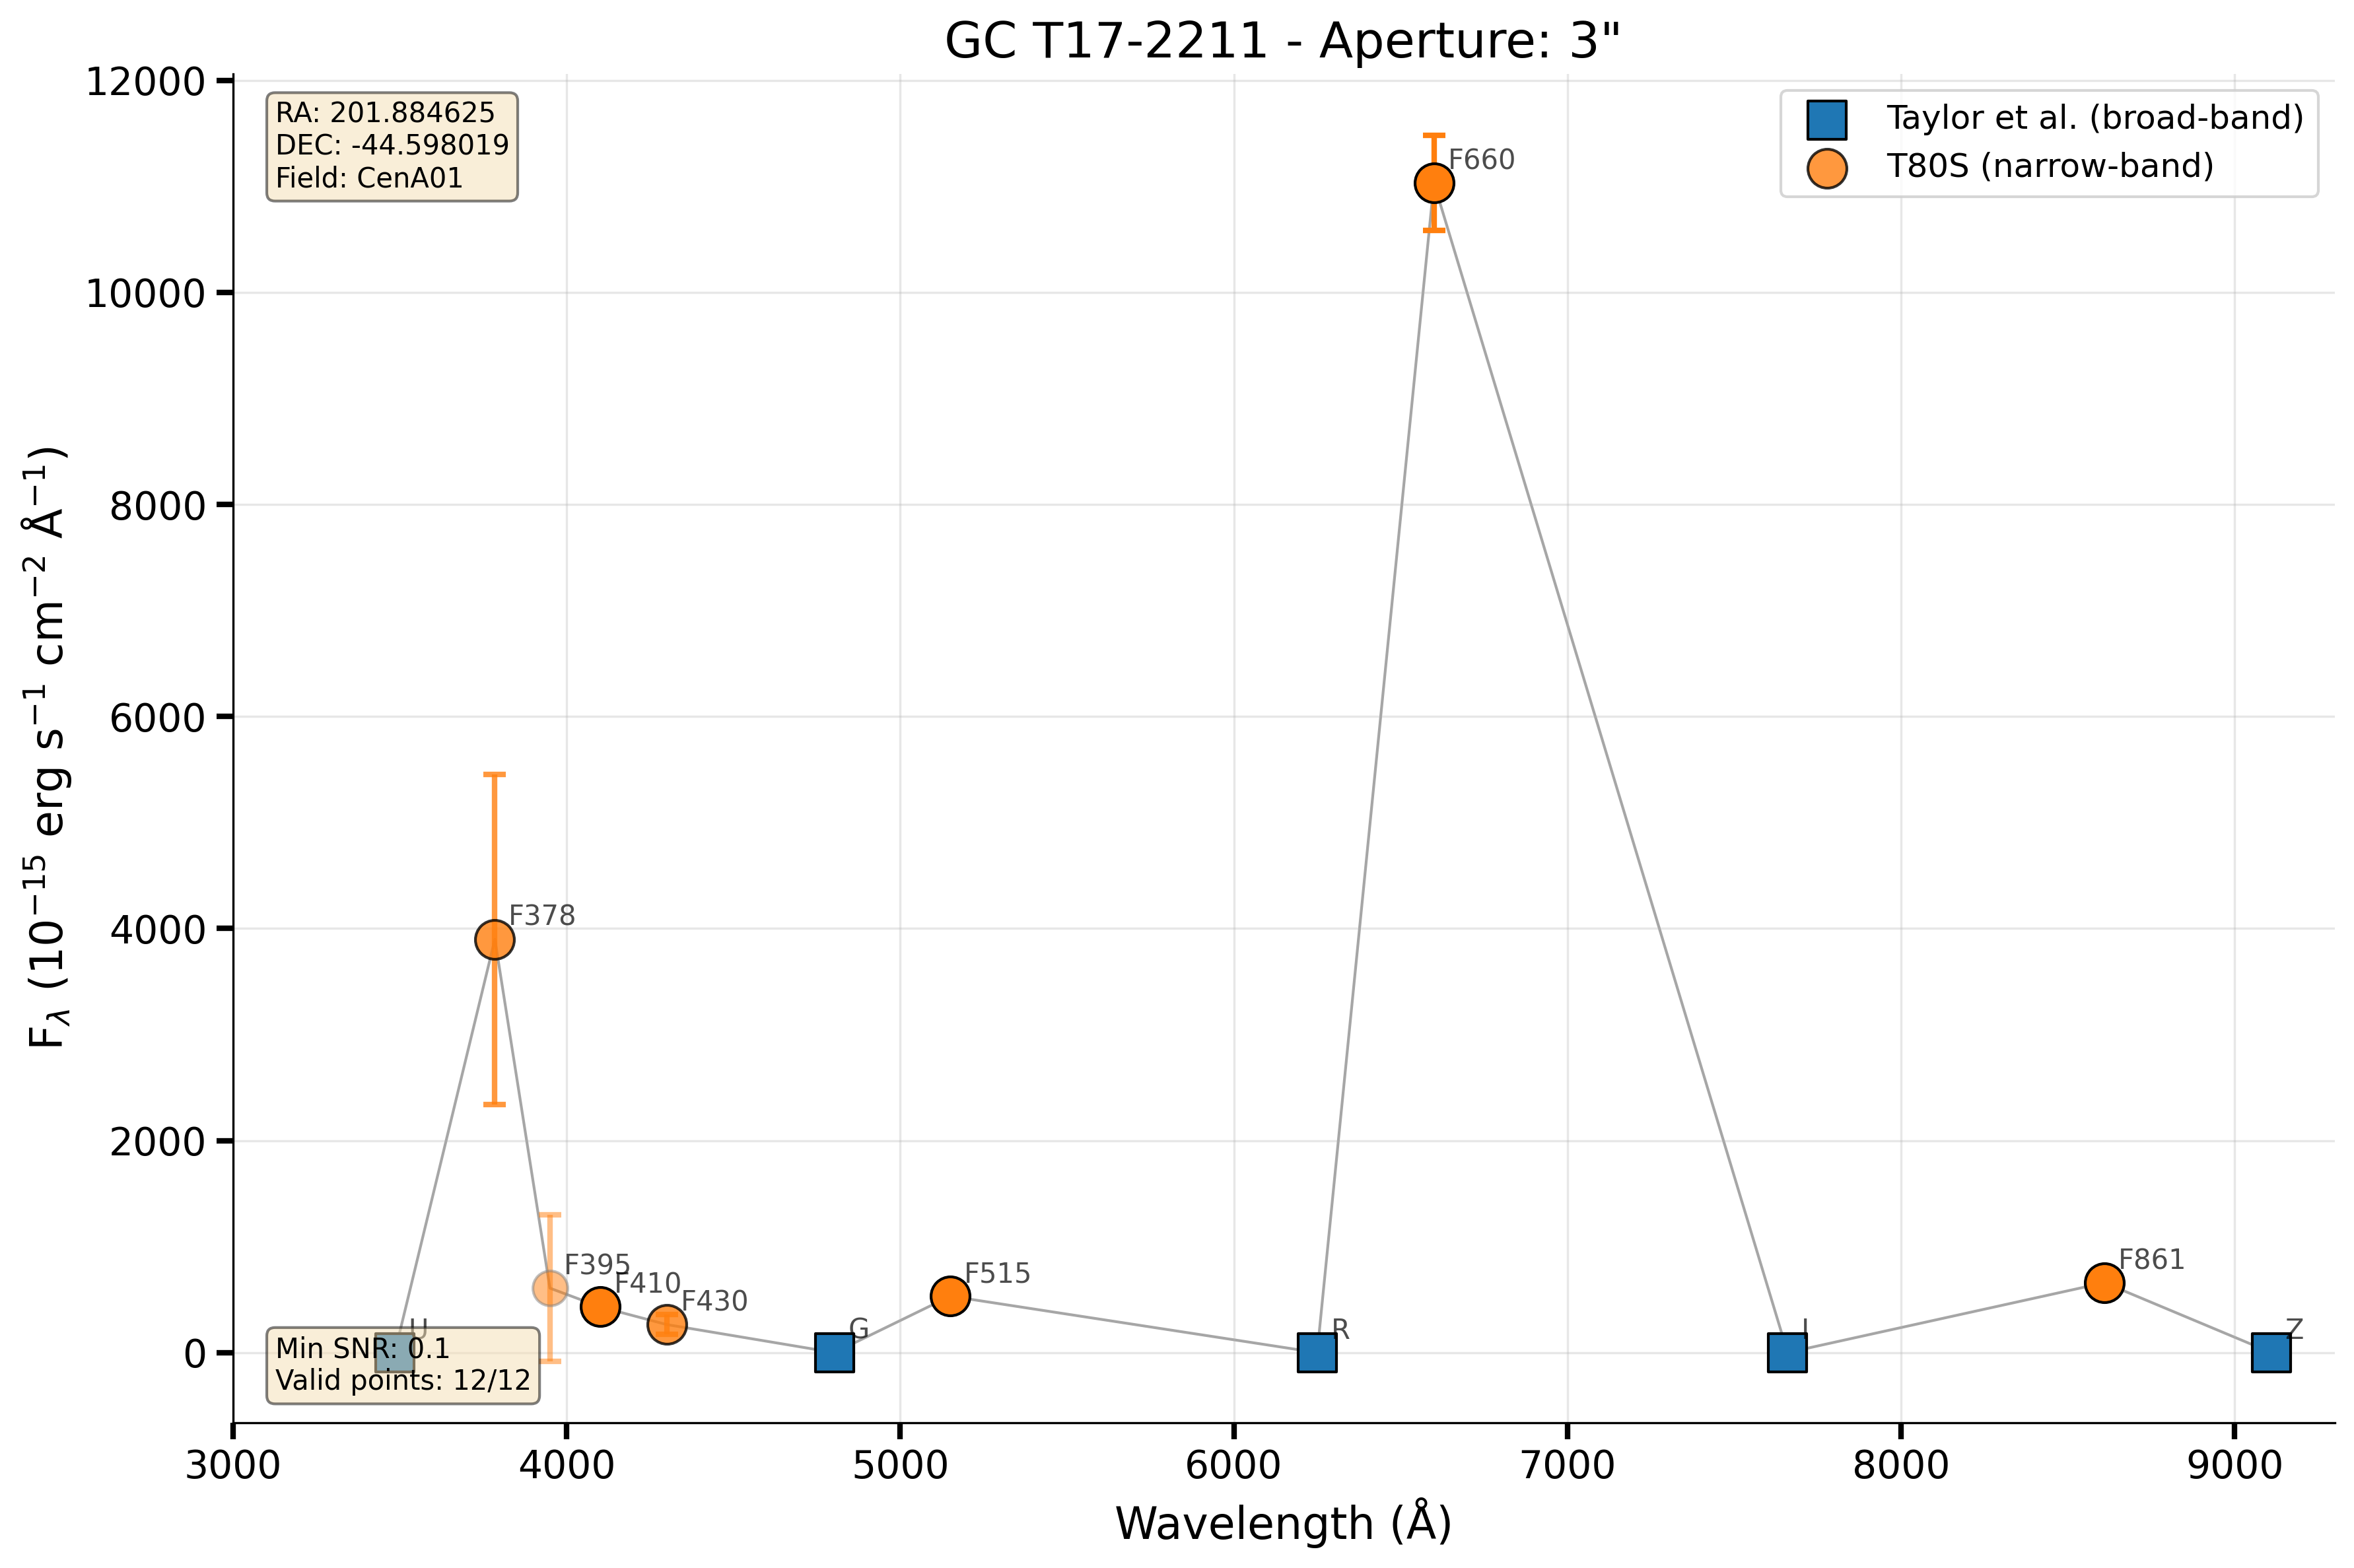 GC T17-2211 - Aperture: 3"
12000
10000
8000
6000
4000
2000
0
F_λ (10⁻¹⁵ erg s⁻¹ cm⁻² Å⁻¹)
RA: 201.884625
DEC: -44.598019
Field: CenA01
Taylor et al. (broad-band)
T80S (narrow-band)
F660
F378
F395
F410
F430
F515
F861
U
G
R
I
Z
Min SNR: 0.1
Valid points: 12/12
3000
4000
5000
6000
7000
8000
9000
Wavelength (Å)